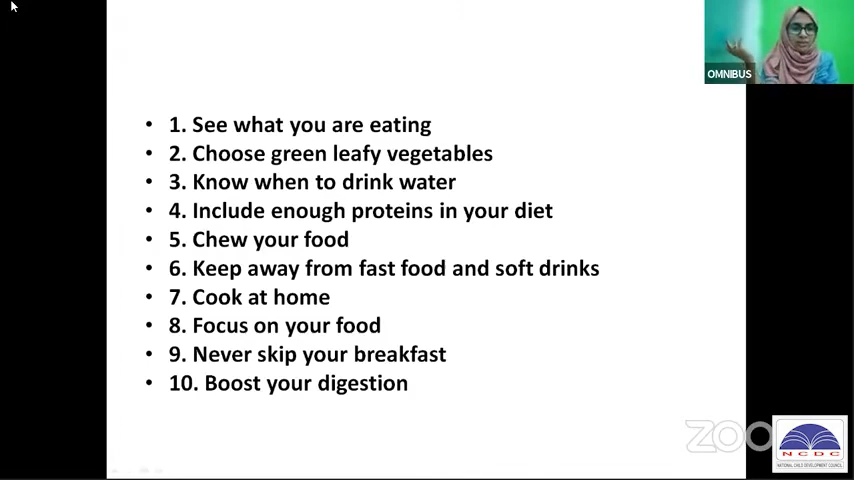 OMNIBUS
• 1. See what you are eating
• 2. Choose green leafy vegetables
• 3. Know when to drink water
• 4. Include enough proteins in your diet
• 5. Chew your food
• 6. Keep away from fast food and soft drinks
• 7. Cook at home
• 8. Focus on your food
• 9. Never skip your breakfast
• 10. Boost your digestion
zoo
NCDC
NATIONAL CHILD DEVELOPMENT COUNCIL